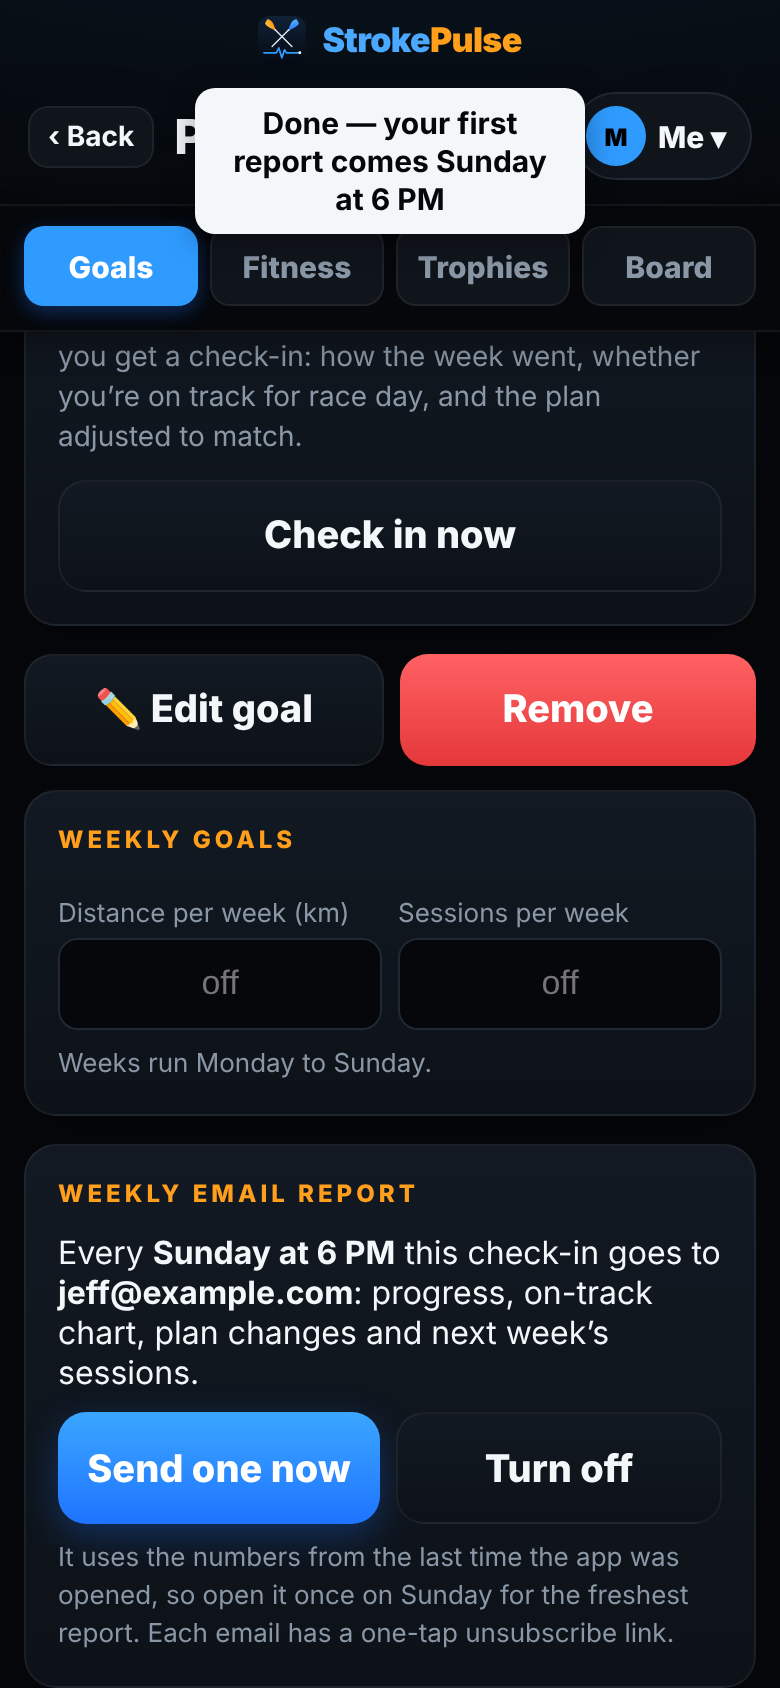 StrokePulse
‹ Back
Done — your first
report comes Sunday
at 6 PM
M
Me ▾
Goals
Fitness
Trophies
Board
you get a check-in: how the week went, whether
you’re on track for race day, and the plan
adjusted to match.
Check in now
✏️ Edit goal
Remove
WEEKLY GOALS
Distance per week (km)
Sessions per week
off
off
Weeks run Monday to Sunday.
WEEKLY EMAIL REPORT
Every Sunday at 6 PM this check-in goes to
jeff@example.com: progress, on-track
chart, plan changes and next week’s
sessions.
Send one now
Turn off
It uses the numbers from the last time the app was
opened, so open it once on Sunday for the freshest
report. Each email has a one-tap unsubscribe link.